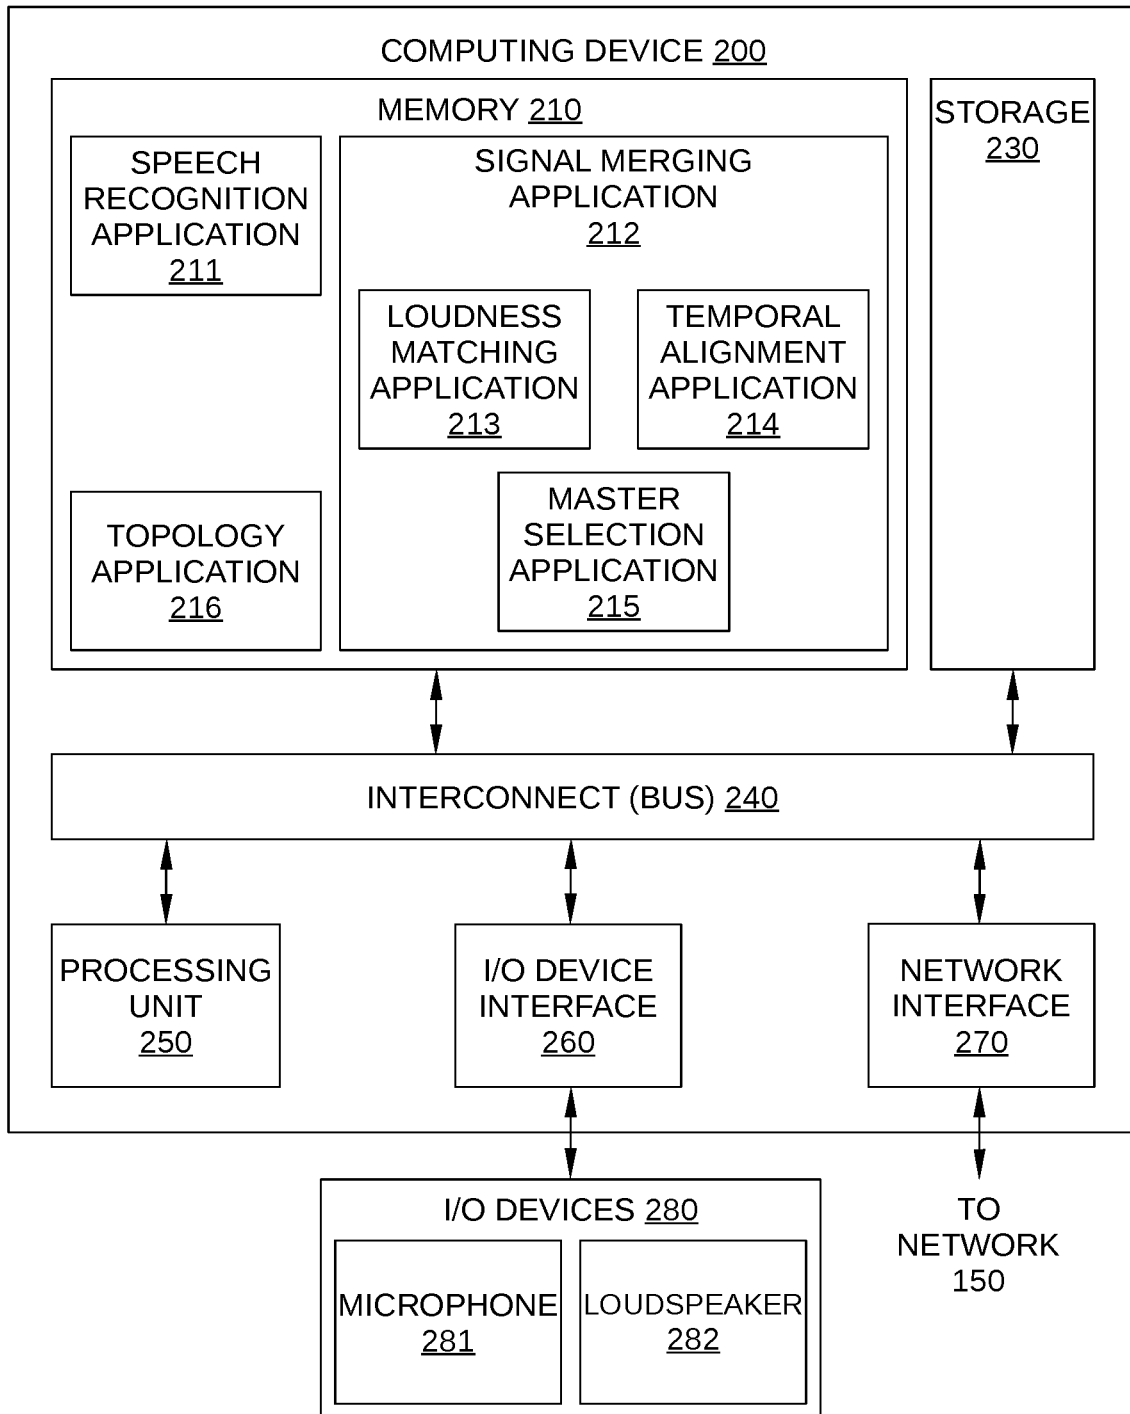 COMPUTING DEVICE 200
MEMORY 210
SPEECH
RECOGNITION
APPLICATION
211
SIGNAL MERGING
APPLICATION
212
LOUDNESS
MATCHING
APPLICATION
213
TEMPORAL
ALIGNMENT
APPLICATION
214
MASTER
SELECTION
APPLICATION
215
TOPOLOGY
APPLICATION
216
STORAGE
230
INTERCONNECT (BUS) 240
PROCESSING
UNIT
250
I/O DEVICE
INTERFACE
260
NETWORK
INTERFACE
270
I/O DEVICES 280
MICROPHONE
281
LOUDSPEAKER
282
TO
NETWORK
150